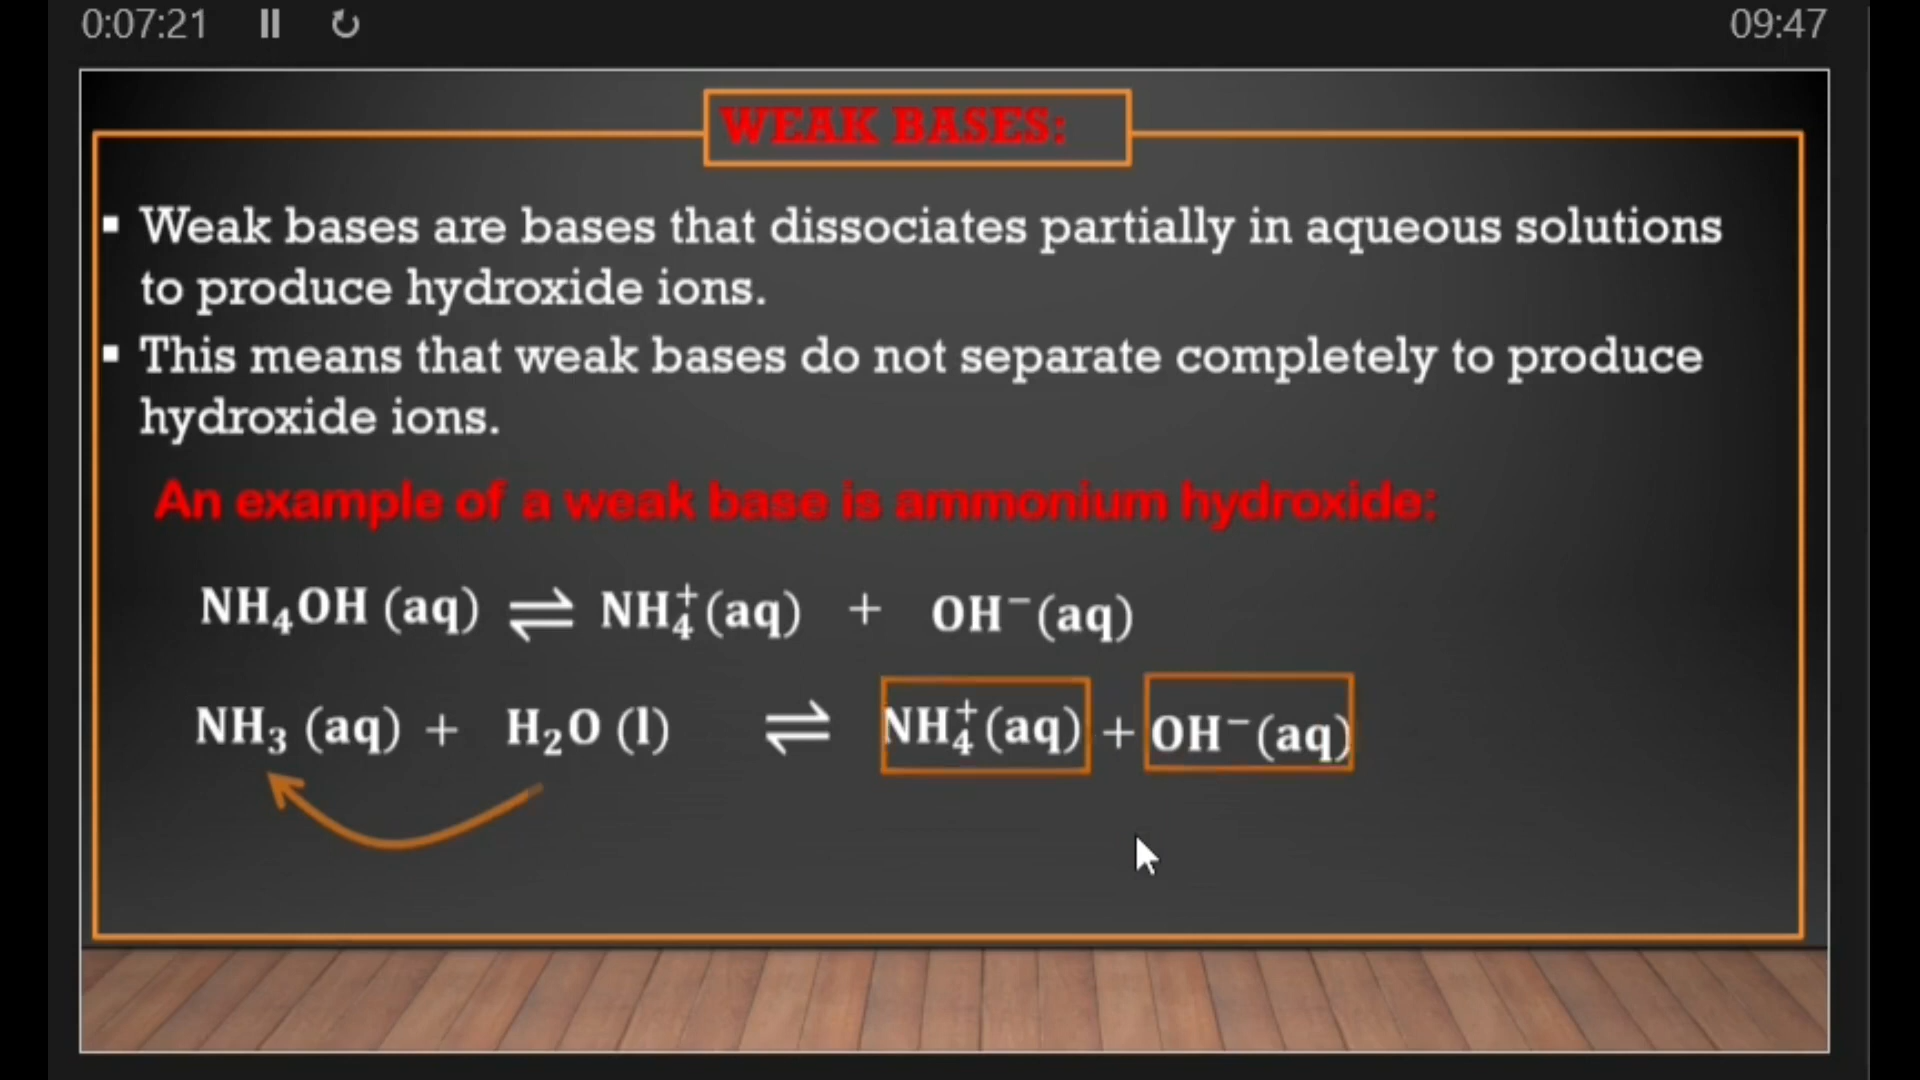 0:07:21
09:47
WEAK BASES:
▪ Weak bases are bases that dissociates partially in aqueous solutions
to produce hydroxide ions.
▪ This means that weak bases do not separate completely to produce
hydroxide ions.
An example of a weak base is ammonium hydroxide:
NH₄OH (aq) ⇌ NH₄⁺(aq) + OH⁻(aq)
NH₃ (aq) + H₂O (l) ⇌ NH₄⁺(aq) + OH⁻(aq)